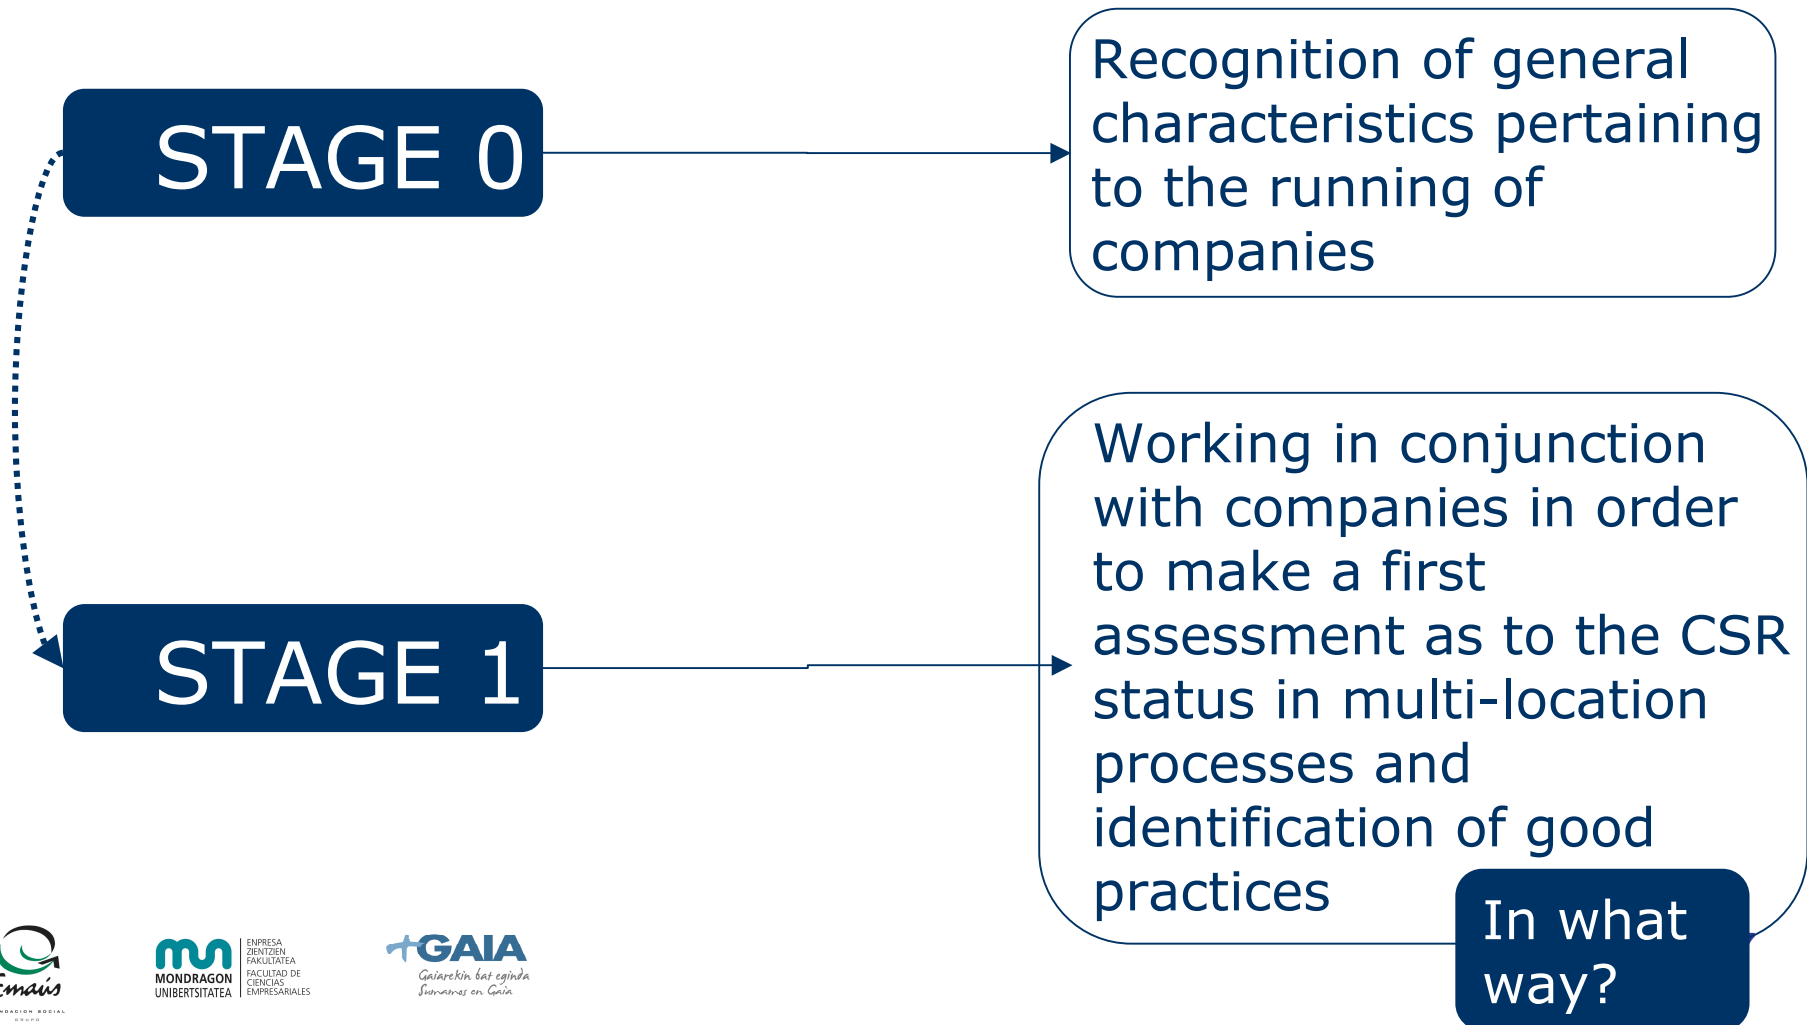 STAGE 0
Recognition of general
characteristics pertaining
to the running of
companies
STAGE 1
Working in conjunction
with companies in order
to make a first
assessment as to the CSR
status in multi-location
processes and
identification of good
practices
In what
way?
emaús
GRUPO
MONDRAGON
UNIBERTSITATEA
ENPRESA
ZIENTZIEN
FAKULTATEA
FACULTAD DE
CIENCIAS
EMPRESARIALES
+GAIA
Gaiarekin bat eginda
Sumamos en Gaia